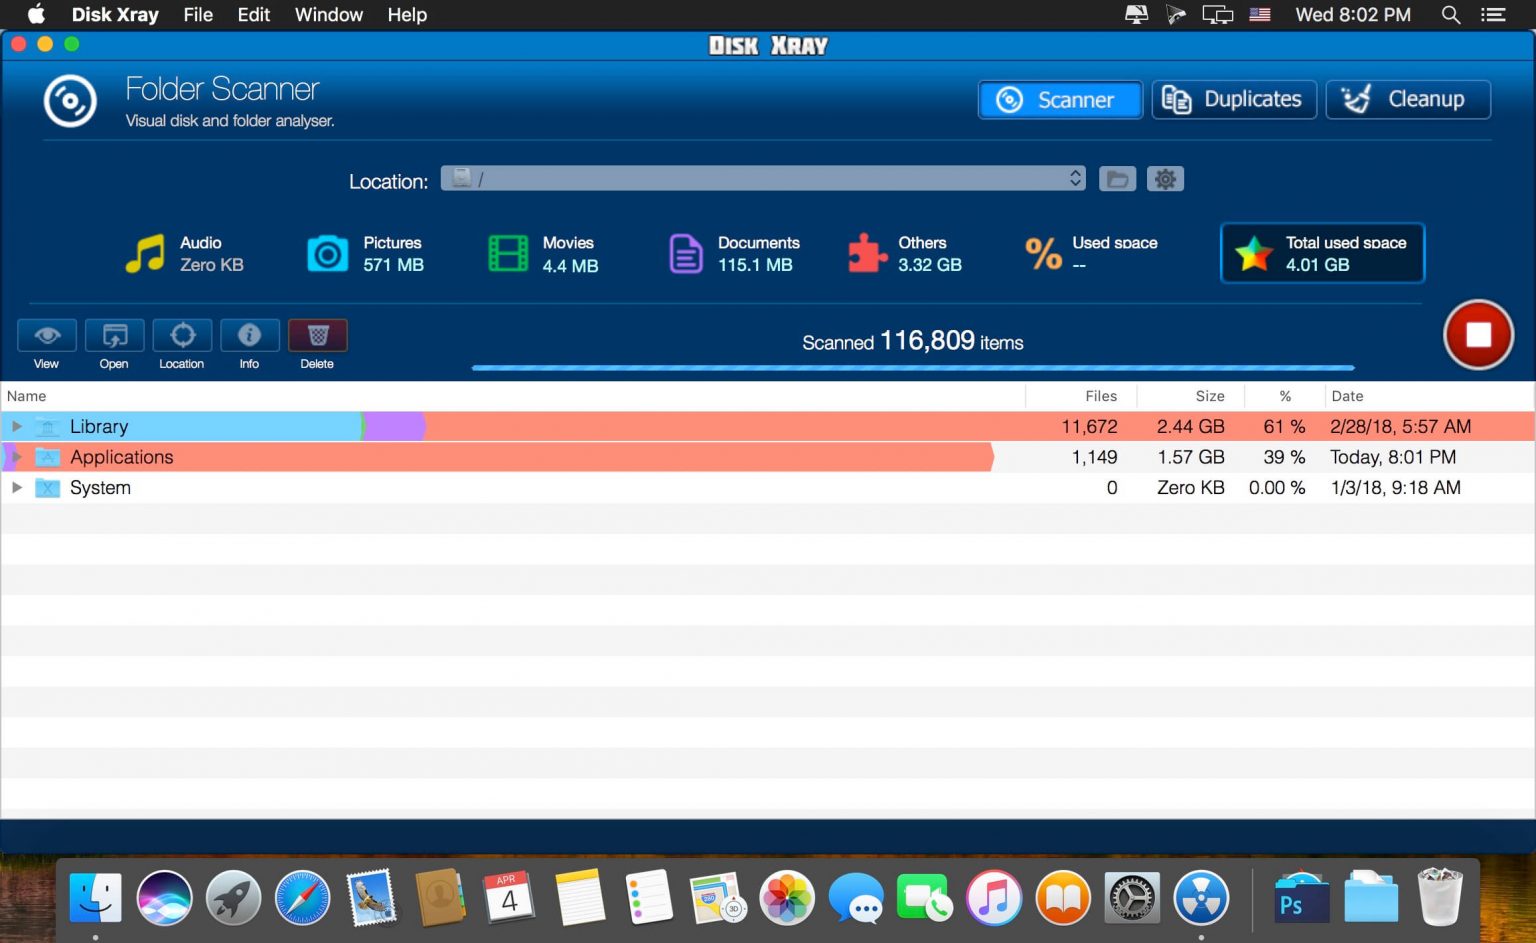 Disk Xray File Edit Window Help Wed 8:02 PM
Disk Xray
Folder Scanner
Visual disk and folder analyser.
Scanner Duplicates Cleanup
Location: /
Audio Pictures Movies Documents Others Used space Total used space
Zero KB 571 MB 4.4 MB 115.1 MB 3.32 GB -- 4.01 GB
Scanned 116,809 items
View Open Location Info Delete
Name Files Size % Date
Library 11,672 2.44 GB 61 % 2/28/18, 5:57 AM
Applications 1,149 1.57 GB 39 % Today, 8:01 PM
System 0 Zero KB 0.00 % 1/3/18, 9:18 AM
APR
4
280
3D
Ps